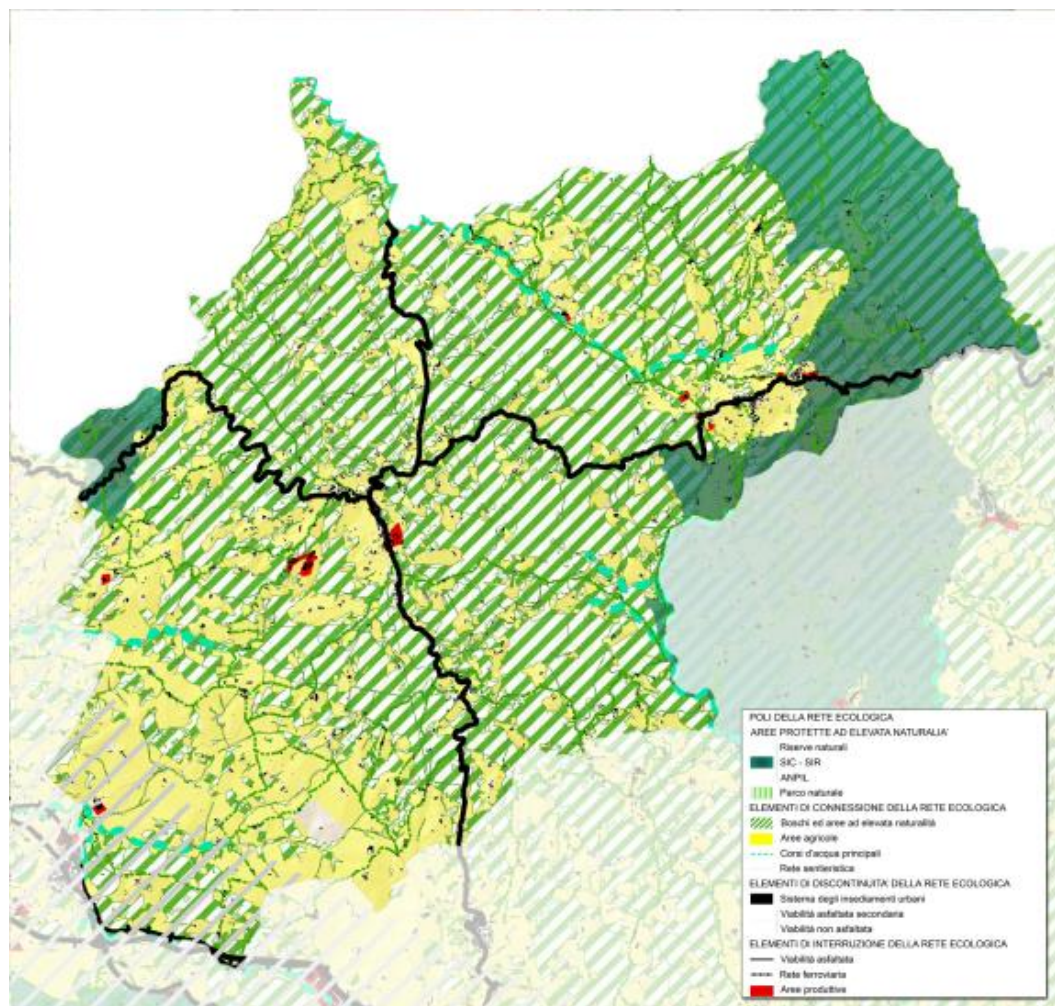 POLI DELLA RETE ECOLOGICA
AREE PROTETTE AD ELEVATA NATURALIA'
Riserve naturali
SIC - SIR
ANPIL
Parco naturale
ELEMENTI DI CONNESSIONE DELLA RETE ECOLOGICA
Boschi ed aree ad elevata naturalità
Aree agricole
Corsi d'acqua principali
Rete sentieristica
ELEMENTI DI DISCONTINUITA' DELLA RETE ECOLOGICA
Sistema degli insediamenti urbani
Viabilità asfaltata secondaria
Viabilità non asfaltata
ELEMENTI DI INTERRUZIONE DELLA RETE ECOLOGICA
Viabilità asfaltata
Rete ferroviaria
Aree produttive